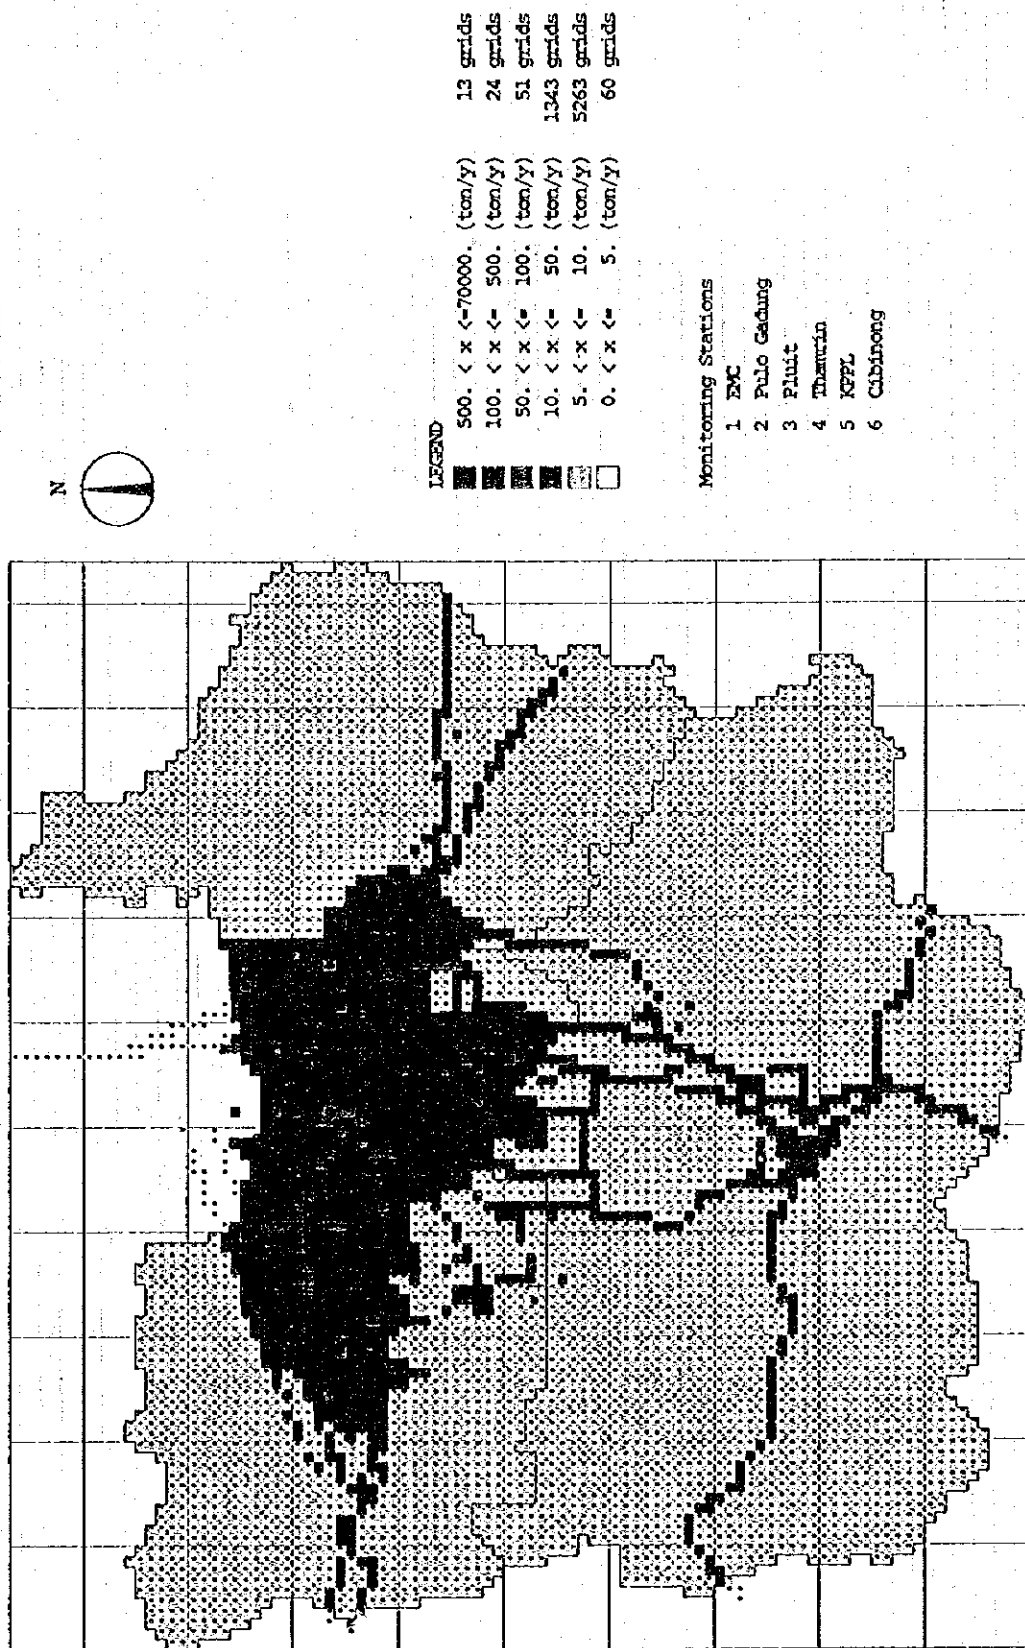 N
LEGEND
500. < x <=70000. (ton/y) 13 grids
100. < x <= 500. (ton/y) 24 grids
50. < x <= 100. (ton/y) 51 grids
10. < x <= 50. (ton/y) 1343 grids
5. < x <= 10. (ton/y) 5263 grids
0. < x <= 5. (ton/y) 60 grids
Monitoring Stations
1 EMC
2 Pulo Gadung
3 Pluit
4 Thamrin
5 KPPL
6 Cibinong